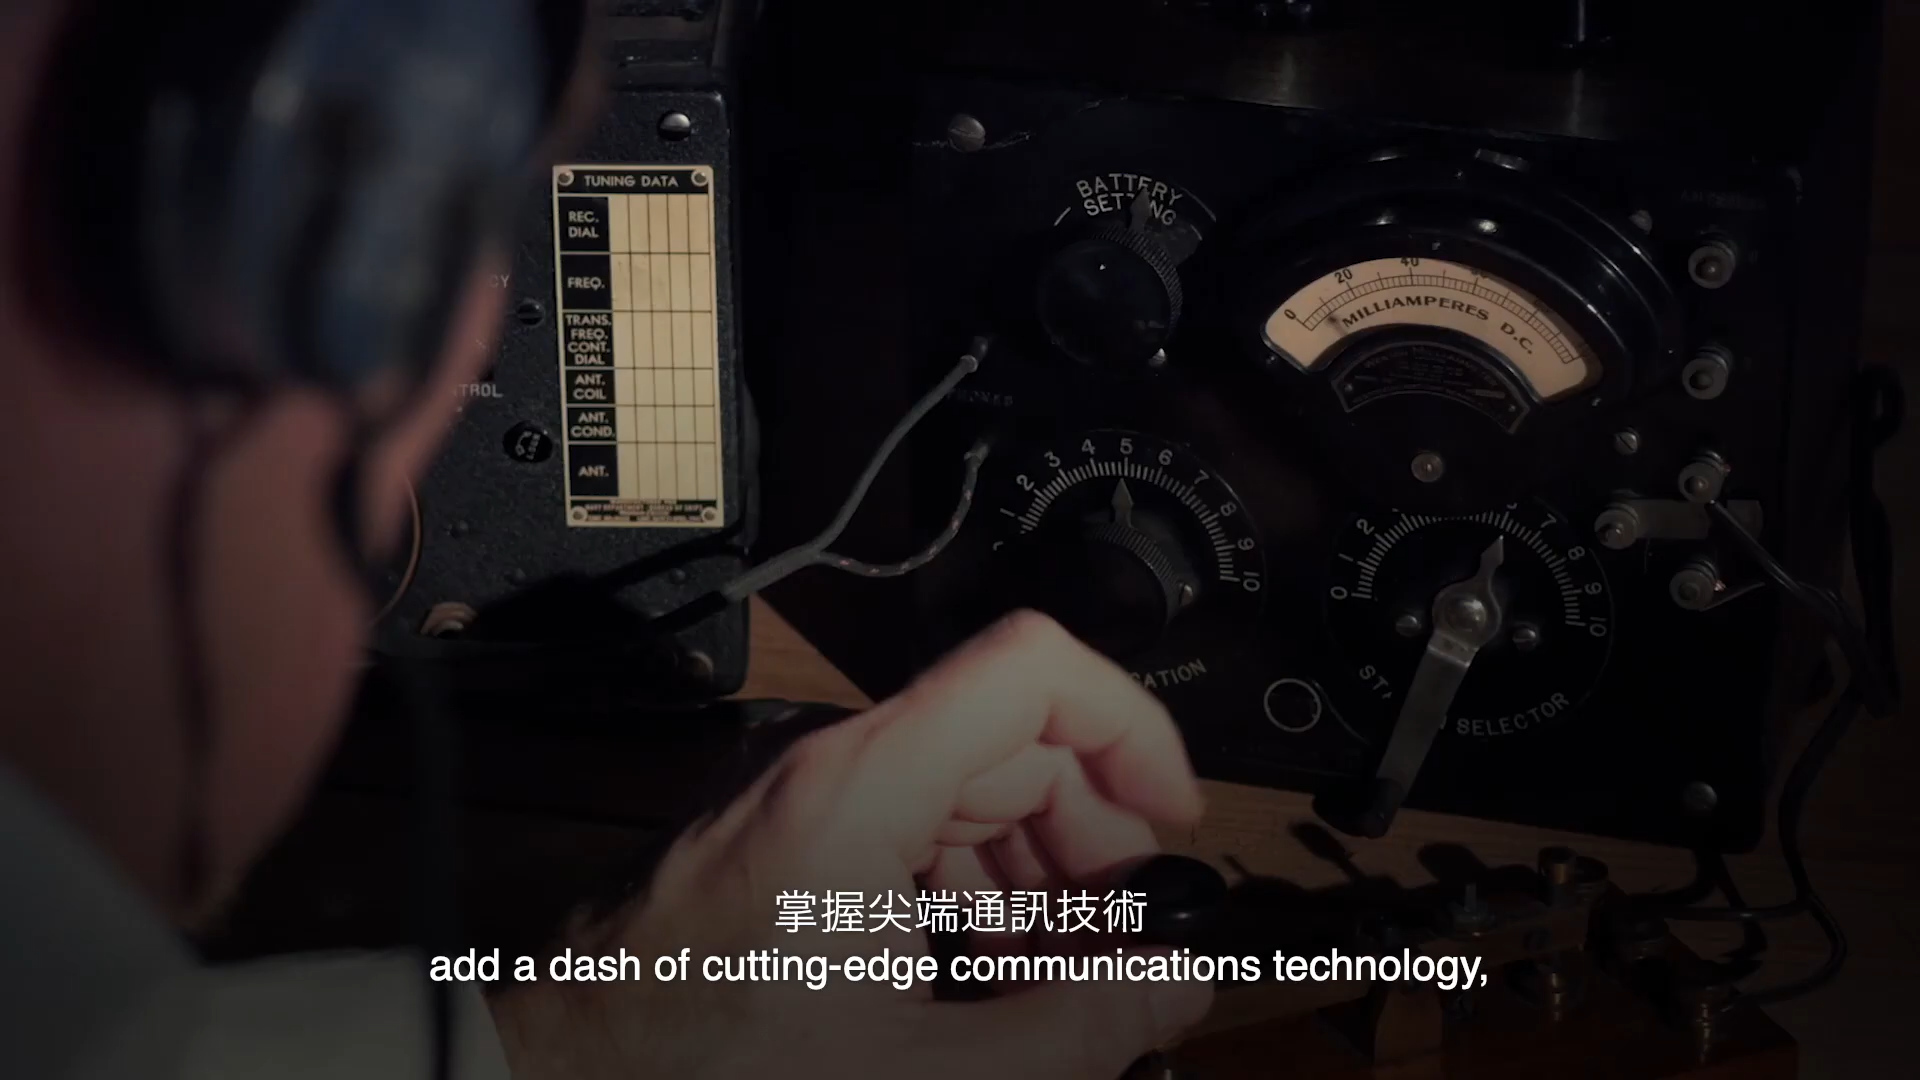 TUNING DATA
REC.
DIAL
FREQ.
TRANS.
FREQ.
CONT.
DIAL
ANT.
COIL
ANT.
COND.
ANT.
BATTERY
SETTING
0 20 40
MILLIAMPERES D.C.
1 2 3 4 5 6 7 8 9 10
0 1 2 7 8 9 10
SELECTOR
掌握尖端通訊技術
add a dash of cutting-edge communications technology,